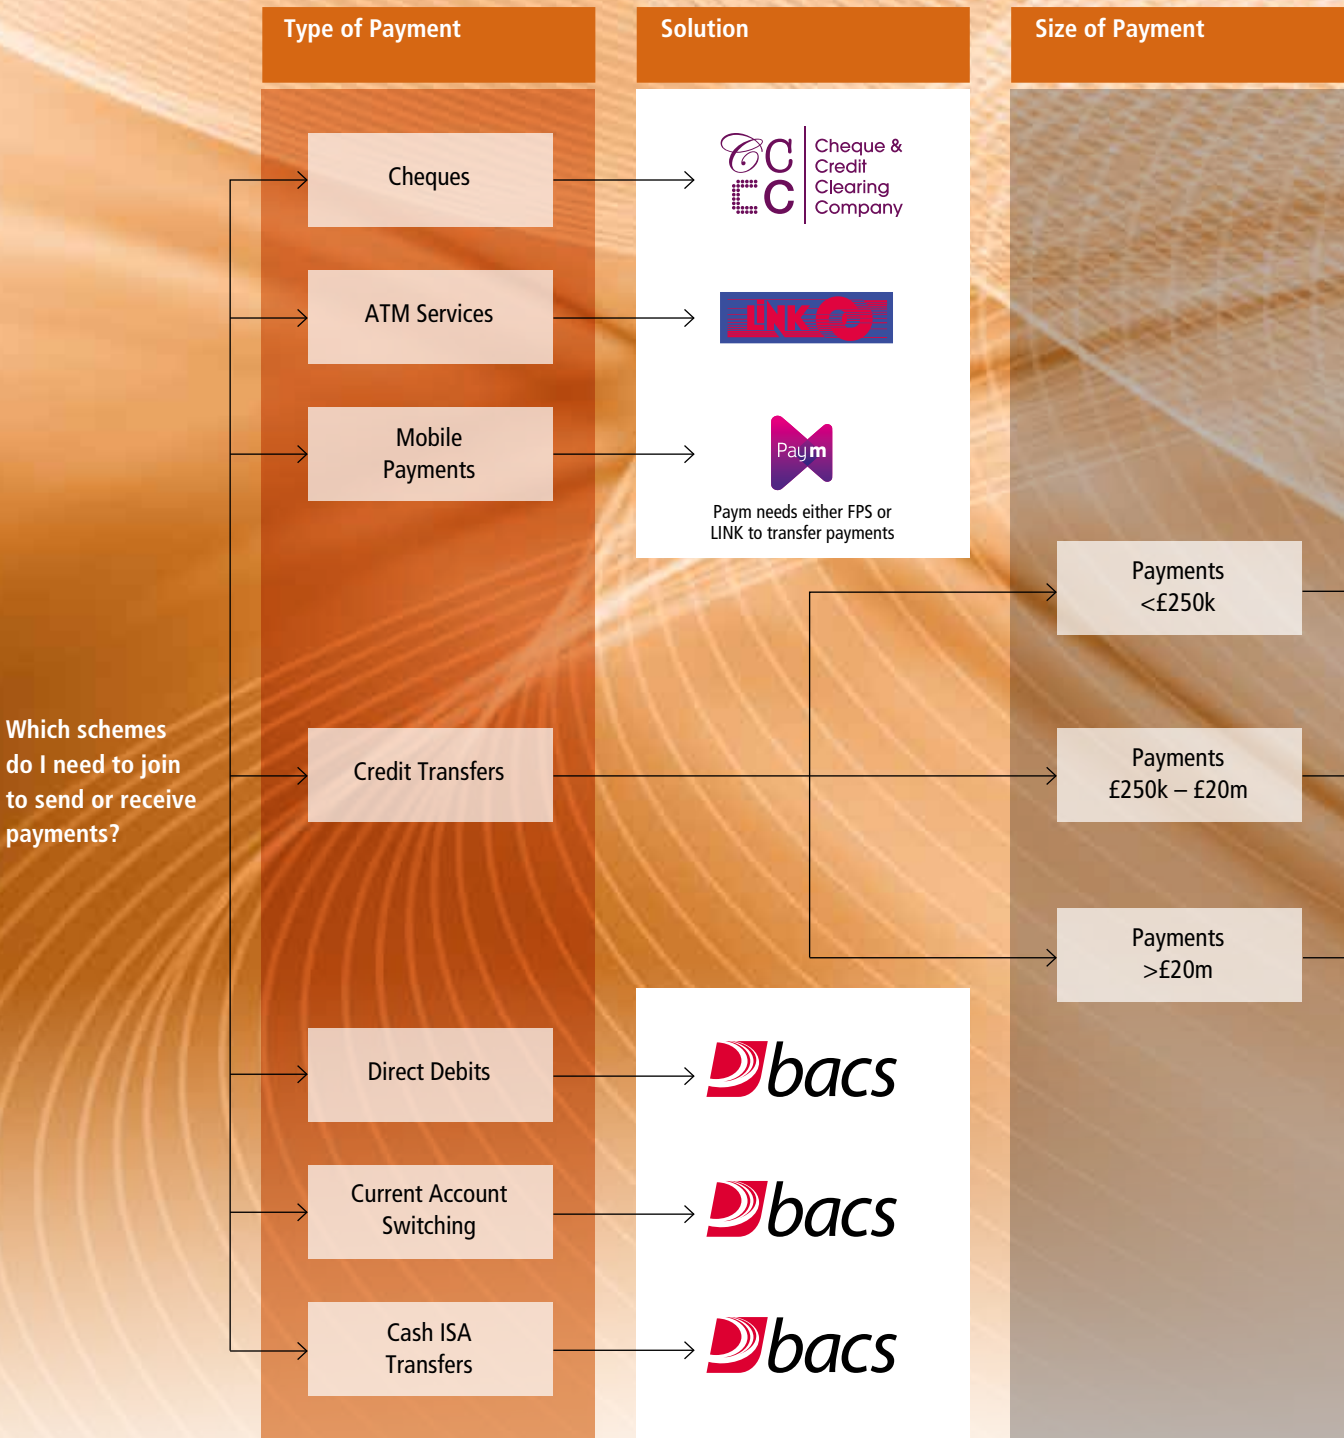 Type of Payment
Solution
Size of Payment
Cheques
Cheque &
Credit
Clearing
Company
CC
CC
ATM Services
LINK
Mobile
Payments
Paym
Paym needs either FPS or
LINK to transfer payments
Payments
<£250k
Which schemes
do I need to join
to send or receive
payments?
Credit Transfers
Payments
£250k – £20m
Payments
>£20m
Direct Debits
bacs
Current Account
Switching
bacs
Cash ISA
Transfers
bacs